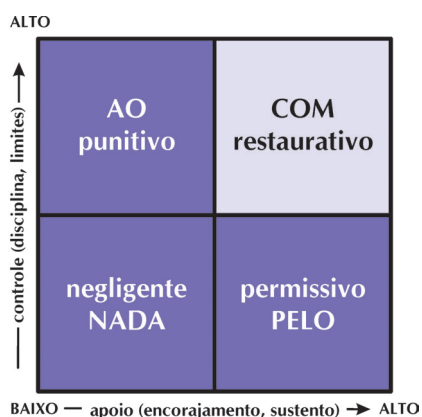 ALTO
AO
punitivo
COM
restaurativo
controle (disciplina, limites)
negligente
NADA
permissivo
PELO
BAIXO — apoio (encorajamento, sustento) → ALTO